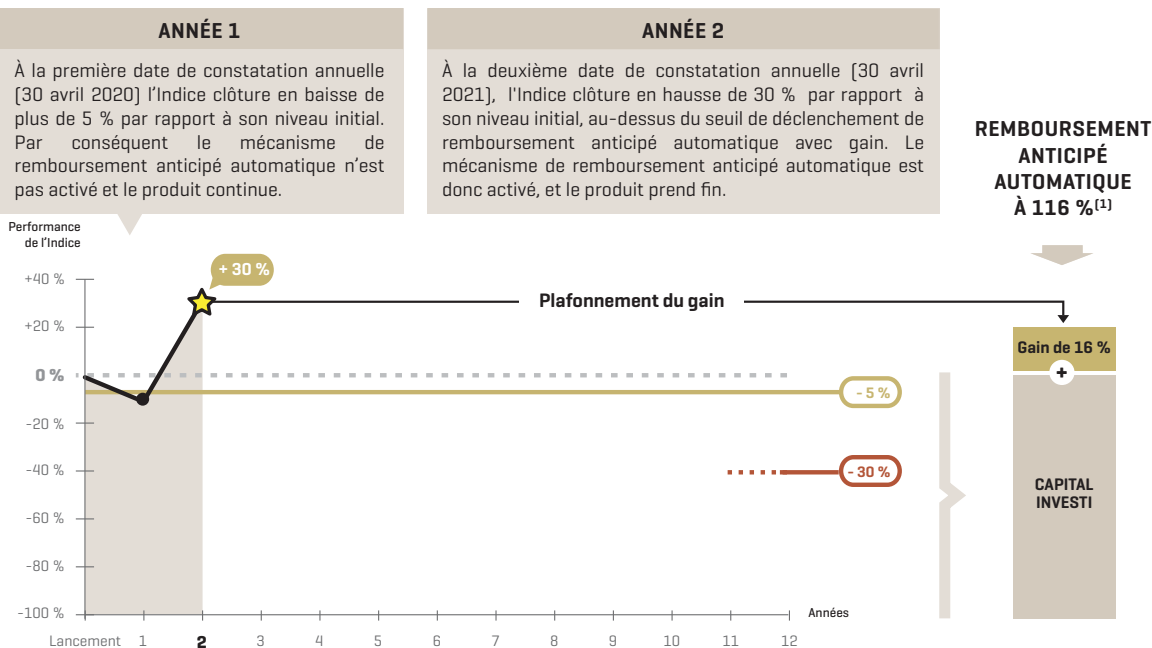 ANNÉE 1
À la première date de constatation annuelle
(30 avril 2020) l’Indice clôture en baisse de
plus de 5 % par rapport à son niveau initial.
Par conséquent le mécanisme de
remboursement anticipé automatique n’est
pas activé et le produit continue.
ANNÉE 2
À la deuxième date de constatation annuelle (30 avril
2021), l'Indice clôture en hausse de 30 % par rapport à
son niveau initial, au-dessus du seuil de déclenchement de
remboursement anticipé automatique avec gain. Le
mécanisme de remboursement anticipé automatique est
donc activé, et le produit prend fin.
REMBOURSEMENT
ANTICIPÉ
AUTOMATIQUE
À 116 %(1)
Performance
de l’Indice
+40 %
+20 %
0 %
-20 %
-40 %
-60 %
-80 %
-100 %
+ 30 %
Plafonnement du gain
- 5 %
- 30 %
Gain de 16 %
+
CAPITAL
INVESTI
Années
Lancement 1 2 3 4 5 6 7 8 9 10 11 12